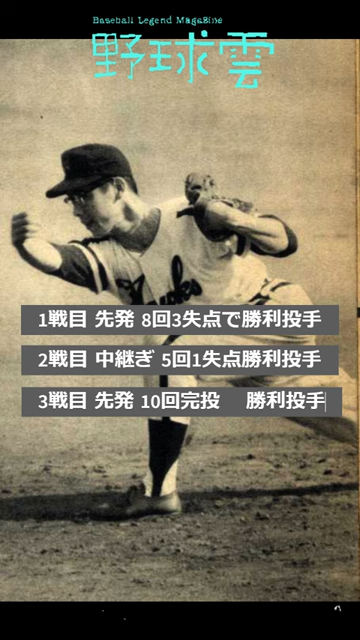 Baseball Legend MagaBine
野球雲
1戦目 先発 8回3失点で勝利投手
2戦目 中継ぎ 5回1失点勝利投手
3戦目 先発 10回完投 勝利投手